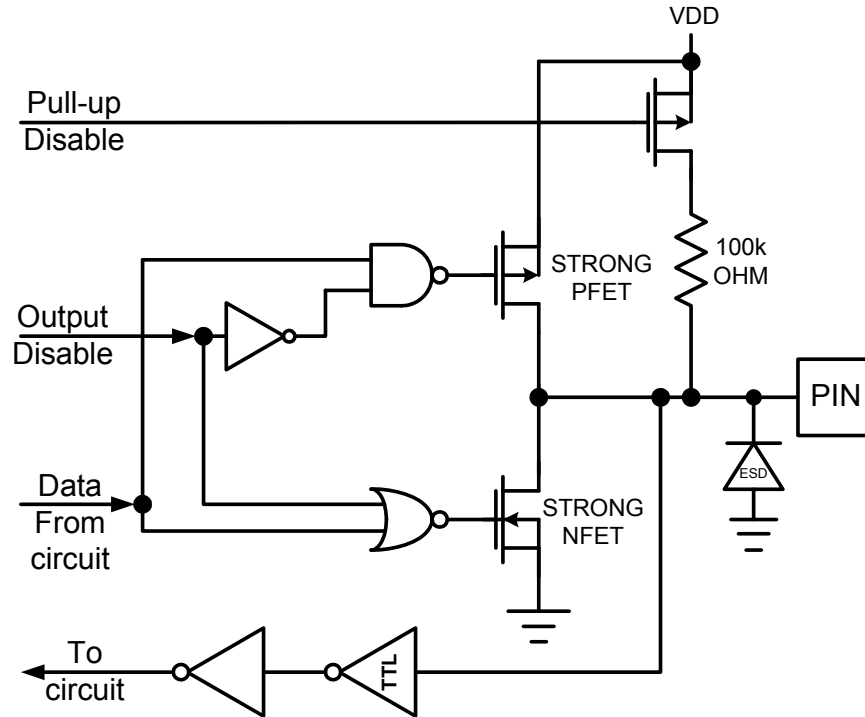 VDD
Pull-up
Disable
STRONG
PFET
100k
OHM
Output
Disable
PIN
ESD
Data
From
circuit
STRONG
NFET
To
circuit
TTL